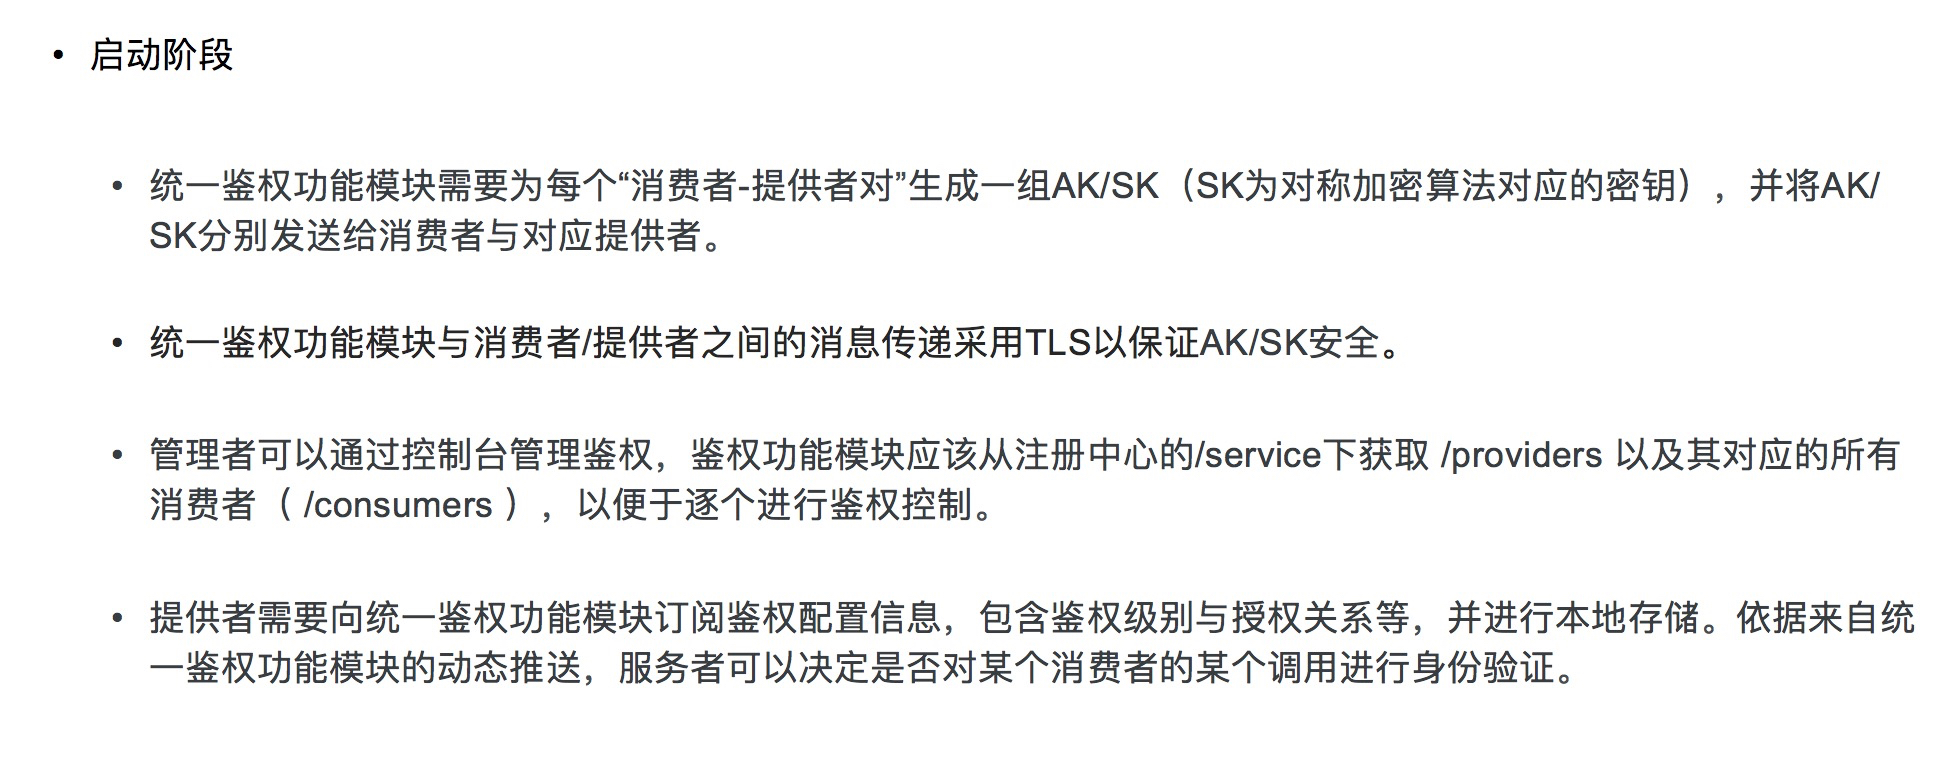 • 启动阶段
• 统一鉴权功能模块需要为每个“消费者-提供者对”生成一组AK/SK（SK为对称加密算法对应的密钥），并将AK/
SK分别发送给消费者与对应提供者。
• 统一鉴权功能模块与消费者/提供者之间的消息传递采用TLS以保证AK/SK安全。
• 管理者可以通过控制台管理鉴权，鉴权功能模块应该从注册中心的/service下获取 /providers 以及其对应的所有
消费者（ /consumers ），以便于逐个进行鉴权控制。
• 提供者需要向统一鉴权功能模块订阅鉴权配置信息，包含鉴权级别与授权关系等，并进行本地存储。依据来自统
一鉴权功能模块的动态推送，服务者可以决定是否对某个消费者的某个调用进行身份验证。